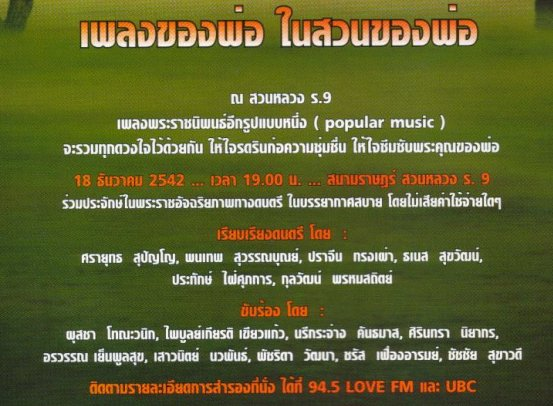 เพลงของพ่อ ในสวนของพ่อ
ณ สวนหลวง ร.9
เพลงพระราชนิพนธ์อีกรูปแบบหนึ่ง ( popular music )
จะรวมทุกดวงใจไว้ด้วยกัน ให้ใจรดรินก่อความชุ่มชื่น ให้ใจซึมซับพระคุณของพ่อ
18 ธันวาคม 2542 ... เวลา 19.00 น. ... สนามราษฎร์ สวนหลวง ร. 9
ร่วมประจักษ์ในพระราชอัจฉริยภาพทางดนตรี ในบรรยากาศสบาย โดยไม่เสียค่าใช้จ่ายใดๆ
เรียบเรียงดนตรี โดย :
ศรายุทธ สุปัญโญ, พนเทพ สุวรรณบุณย์, ปราจีน ทรงเผ่า, ธเนส สุขวัฒน์,
ประทักษ์ ใฝ่ศุภการ, กุลวัฒน์ พรหมสถิตย์
ขับร้อง โดย :
ผุสชา โทณะวนิก, ไพบูลย์เกียรติ เขียวแก้ว, นรีกระจ่าง คันธมาส, ศิรินทรา นิยากร,
อรวรรณ เย็นพูลสุข, เสาวนิตย์ นวพันธ์, พัชริดา วัฒนา, ชรัส เฟื่องอารมย์, ชัชชัย สุขาวดี
ติดตามรายละเอียดการสำรองที่นั่ง ได้ที่ 94.5 LOVE FM และ UBC